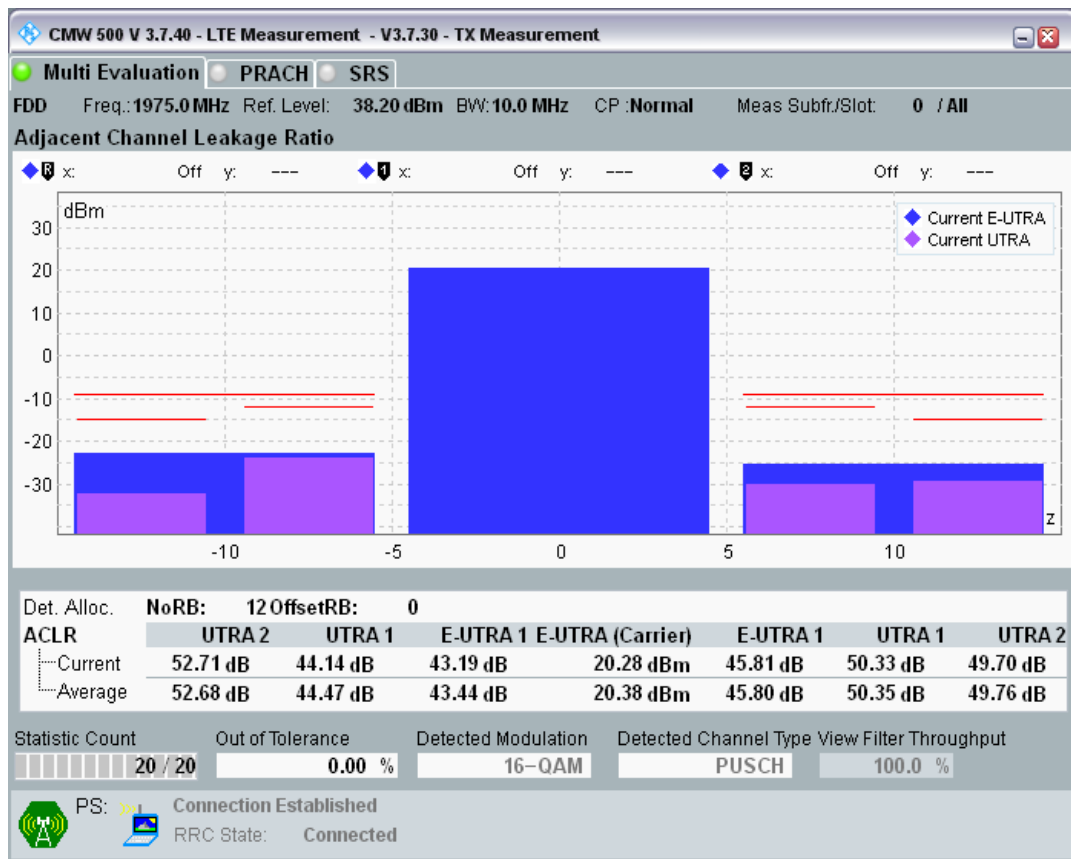 CMW 500 V 3.7.40 - LTE Measurement - V3.7.30 - TX Measurement
Multi Evaluation PRACH SRS
FDD Freq.:1975.0 MHz Ref. Level: 38.20 dBm BW:10.0 MHz CP :Normal Meas Subfr./Slot: 0 / All
Adjacent Channel Leakage Ratio
R x: Off y: --- 1 x: Off y: --- 2 x: Off y: ---
dBm
Current E-UTRA
Current UTRA
30
20
10
0
-10
-20
-30
z
-10 -5 0 5 10
Det. Alloc. NoRB: 12 OffsetRB: 0
ACLR UTRA 2 UTRA 1 E-UTRA 1 E-UTRA (Carrier) E-UTRA 1 UTRA 1 UTRA 2
Current 52.71 dB 44.14 dB 43.19 dB 20.28 dBm 45.81 dB 50.33 dB 49.70 dB
Average 52.68 dB 44.47 dB 43.44 dB 20.38 dBm 45.80 dB 50.35 dB 49.76 dB
Statistic Count Out of Tolerance Detected Modulation Detected Channel Type View Filter Throughput
20 / 20 0.00 % 16-QAM PUSCH 100.0 %
PS: Connection Established
RRC State: Connected